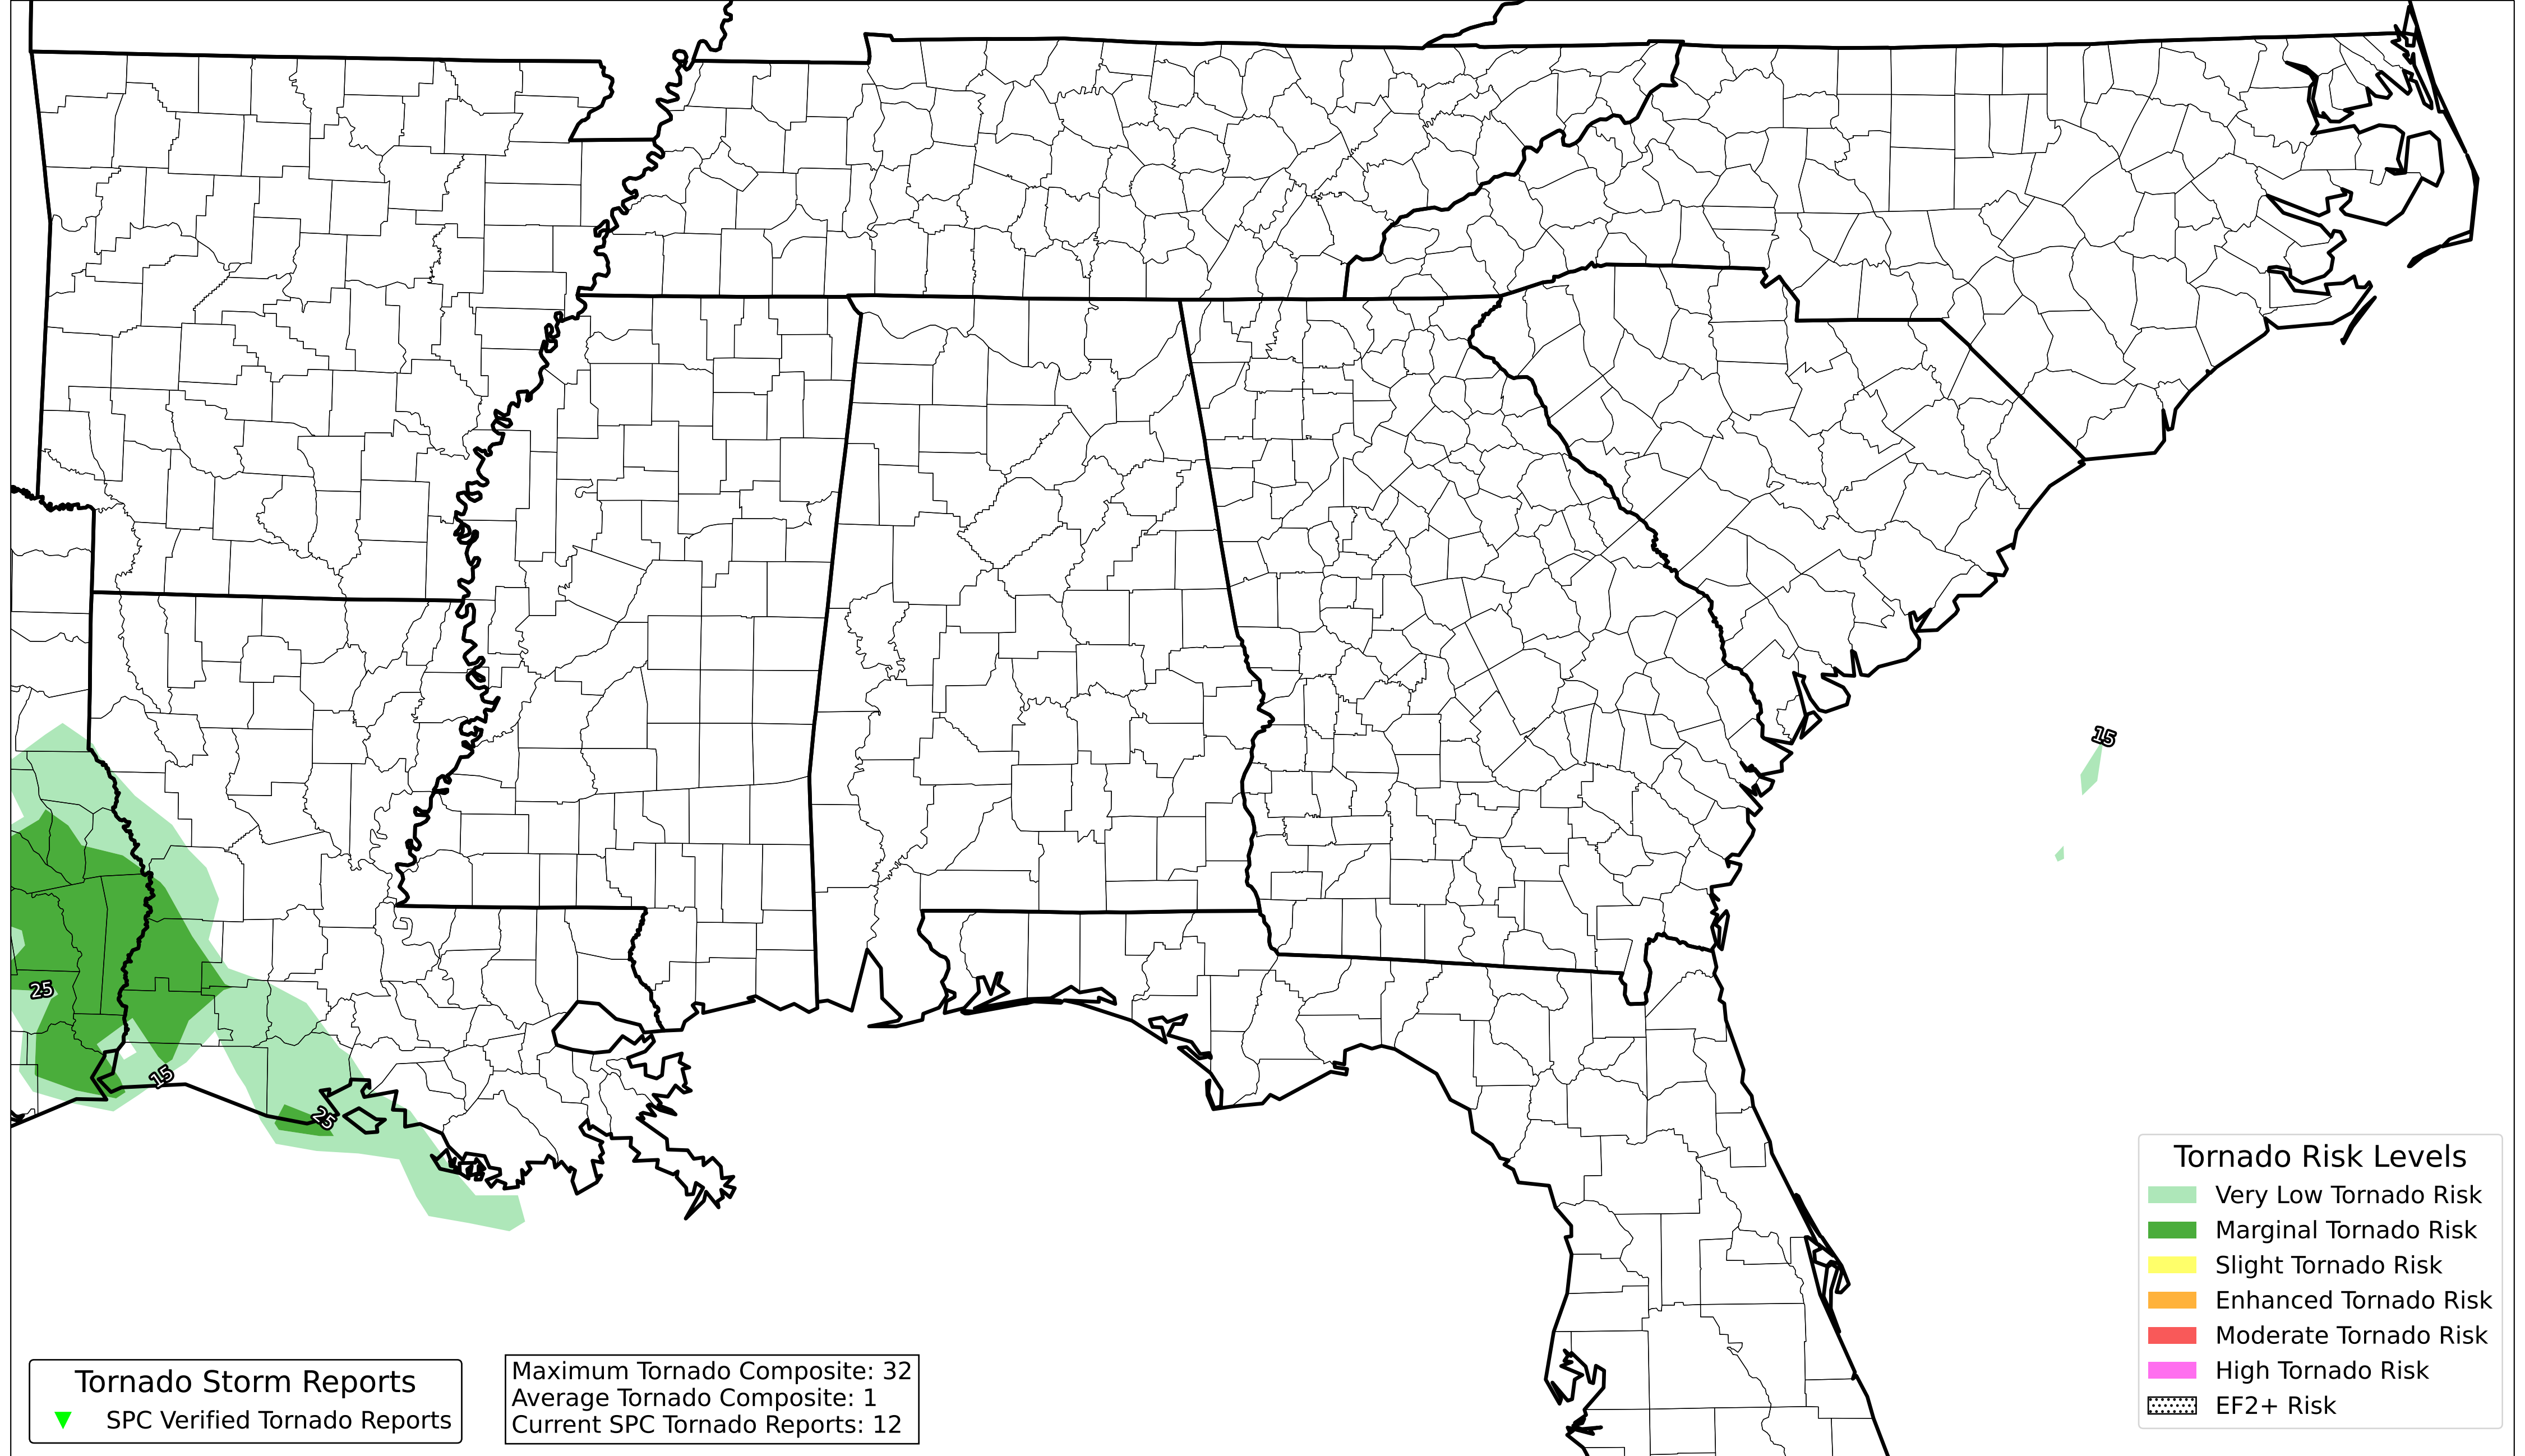 15
25
15
25
Tornado Risk Levels
Very Low Tornado Risk
Marginal Tornado Risk
Slight Tornado Risk
Enhanced Tornado Risk
Moderate Tornado Risk
High Tornado Risk
EF2+ Risk
Tornado Storm Reports
SPC Verified Tornado Reports
Maximum Tornado Composite: 32
Average Tornado Composite: 1
Current SPC Tornado Reports: 12